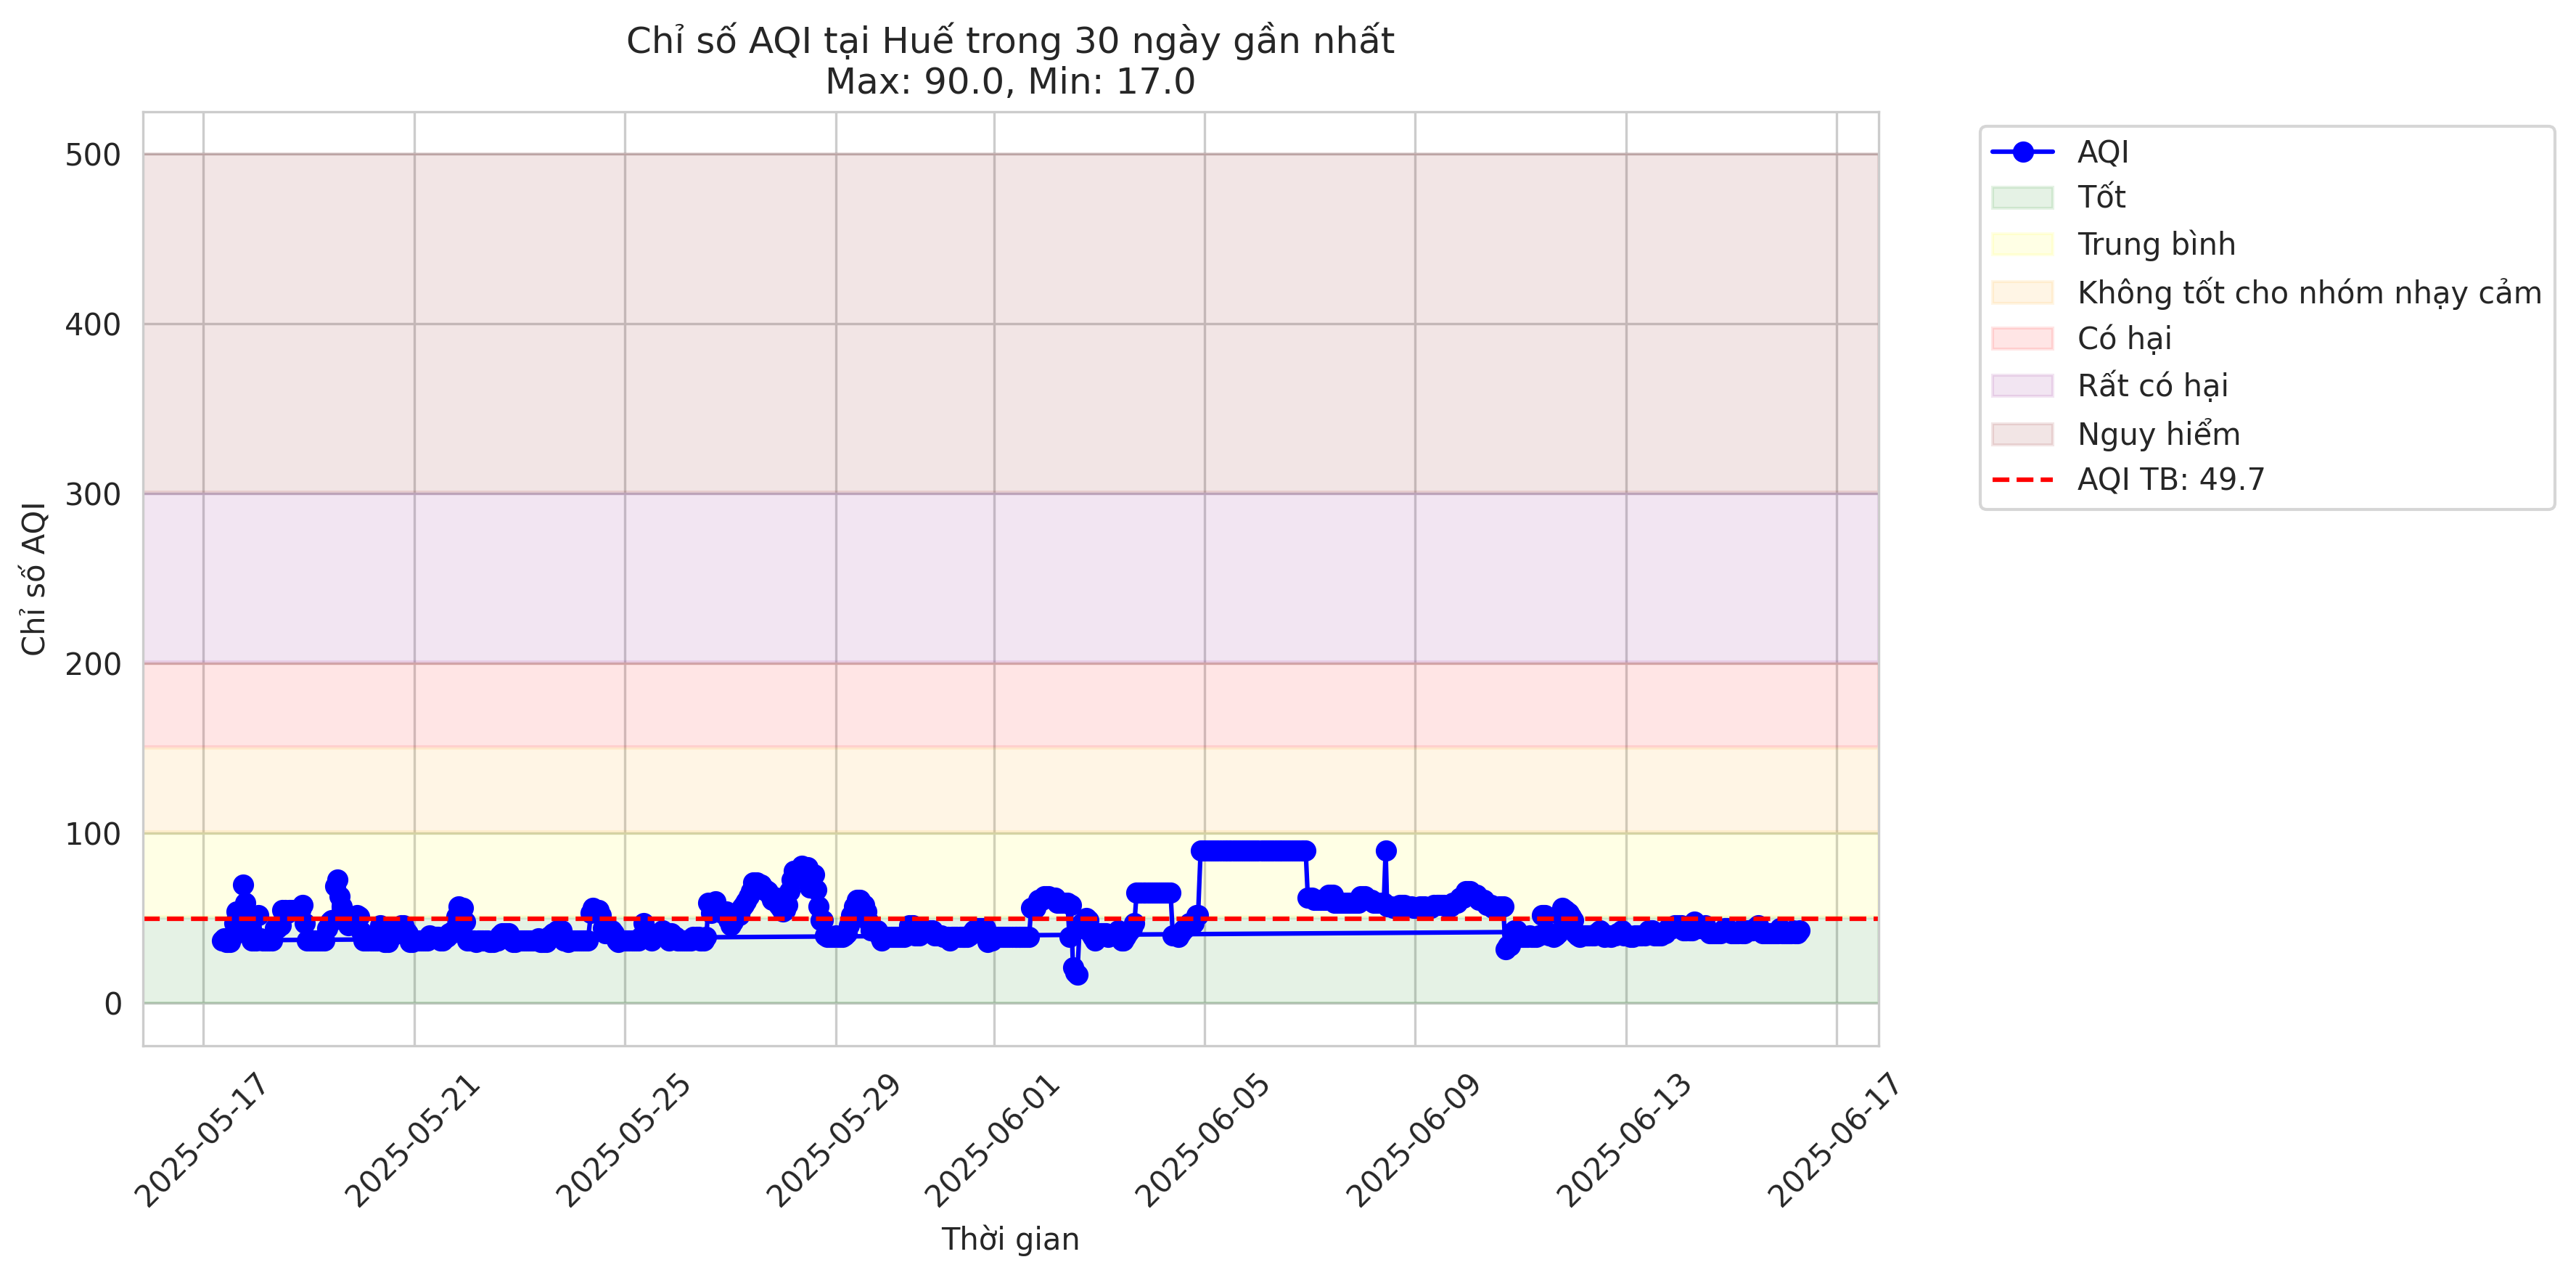 Chỉ số AQI tại Huế trong 30 ngày gần nhất
Max: 90.0, Min: 17.0
Chỉ số AQI
500
400
300
200
100
0
2025-05-17
2025-05-21
2025-05-25
2025-05-29
2025-06-01
2025-06-05
2025-06-09
2025-06-13
2025-06-17
Thời gian
AQI
Tốt
Trung bình
Không tốt cho nhóm nhạy cảm
Có hại
Rất có hại
Nguy hiểm
AQI TB: 49.7